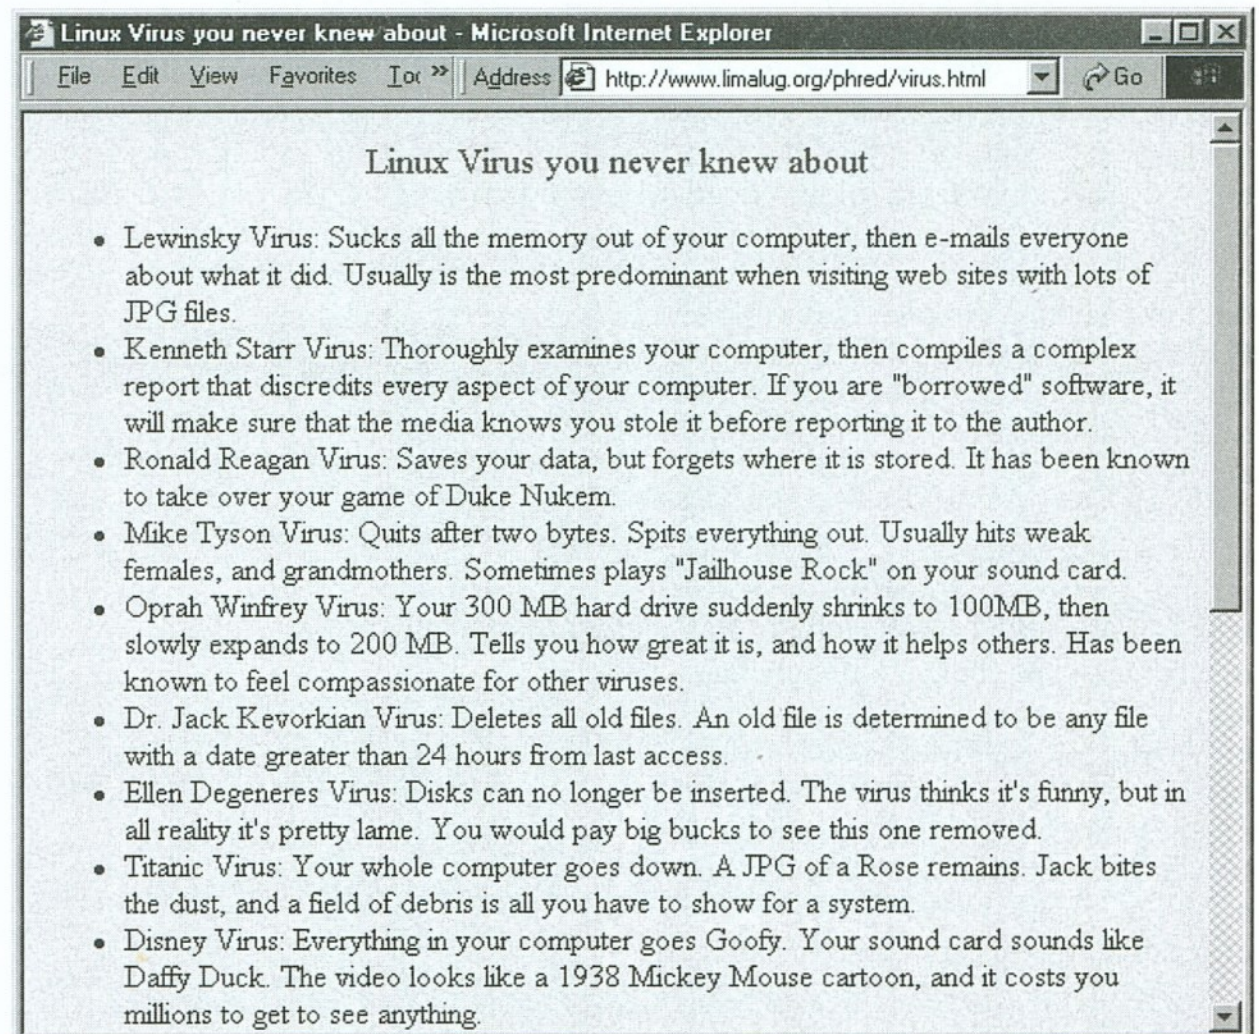 Linux Virus you never knew about - Microsoft Internet Explorer
File Edit View Favorites Toc » Address http://www.limalug.org/phred/virus.html Go
Linux Virus you never knew about
• Lewinsky Virus: Sucks all the memory out of your computer, then e-mails everyone
about what it did. Usually is the most predominant when visiting web sites with lots of
JPG files.
• Kenneth Starr Virus: Thoroughly examines your computer, then compiles a complex
report that discredits every aspect of your computer. If you are "borrowed" software, it
will make sure that the media knows you stole it before reporting it to the author.
• Ronald Reagan Virus: Saves your data, but forgets where it is stored. It has been known
to take over your game of Duke Nukem.
• Mike Tyson Virus: Quits after two bytes. Spits everything out. Usually hits weak
females, and grandmothers. Sometimes plays "Jailhouse Rock" on your sound card.
• Oprah Winfrey Virus: Your 300 MB hard drive suddenly shrinks to 100MB, then
slowly expands to 200 MB. Tells you how great it is, and how it helps others. Has been
known to feel compassionate for other viruses.
• Dr. Jack Kevorkian Virus: Deletes all old files. An old file is determined to be any file
with a date greater than 24 hours from last access.
• Ellen Degeneres Virus: Disks can no longer be inserted. The virus thinks it's funny, but in
all reality it's pretty lame. You would pay big bucks to see this one removed.
• Titanic Virus: Your whole computer goes down. A JPG of a Rose remains. Jack bites
the dust, and a field of debris is all you have to show for a system.
• Disney Virus: Everything in your computer goes Goofy. Your sound card sounds like
Daffy Duck. The video looks like a 1938 Mickey Mouse cartoon, and it costs you
millions to get to see anything.